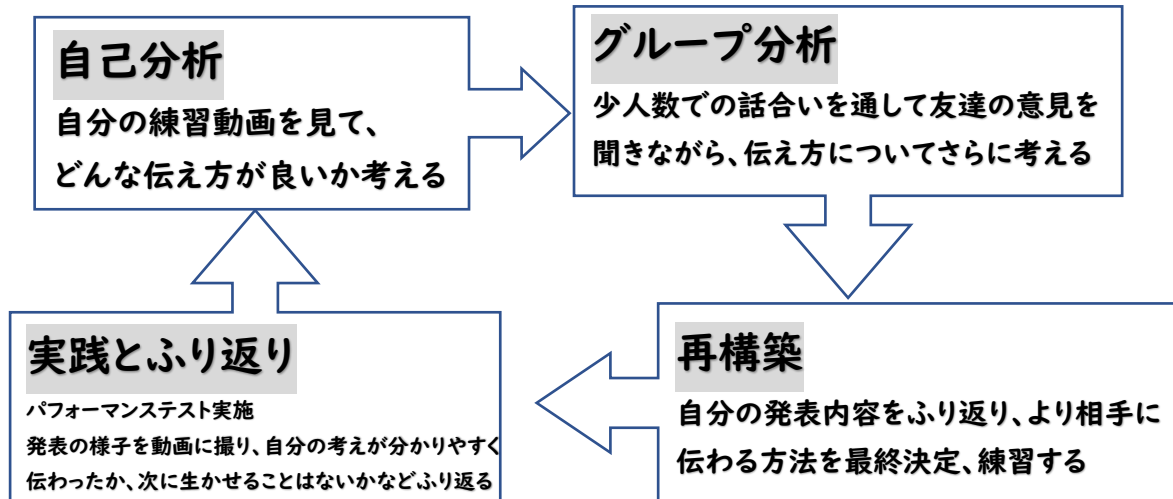 自己分析
自分の練習動画を見て、
どんな伝え方が良いか考える
グループ分析
少人数での話合いを通して友達の意見を
聞きながら、伝え方についてさらに考える
再構築
自分の発表内容をふり返り、より相手に
伝わる方法を最終決定、練習する
実践とふり返り
パフォーマンステスト実施
発表の様子を動画に撮り、自分の考えが分かりやすく
伝わったか、次に生かせることはないかなどふり返る